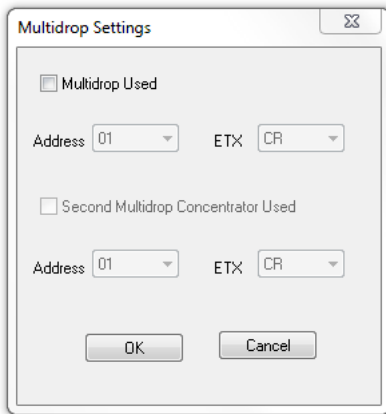 Multidrop Settings
Multidrop Used
Address 01 ETX CR
Second Multidrop Concentrator Used
Address 01 ETX CR
OK Cancel